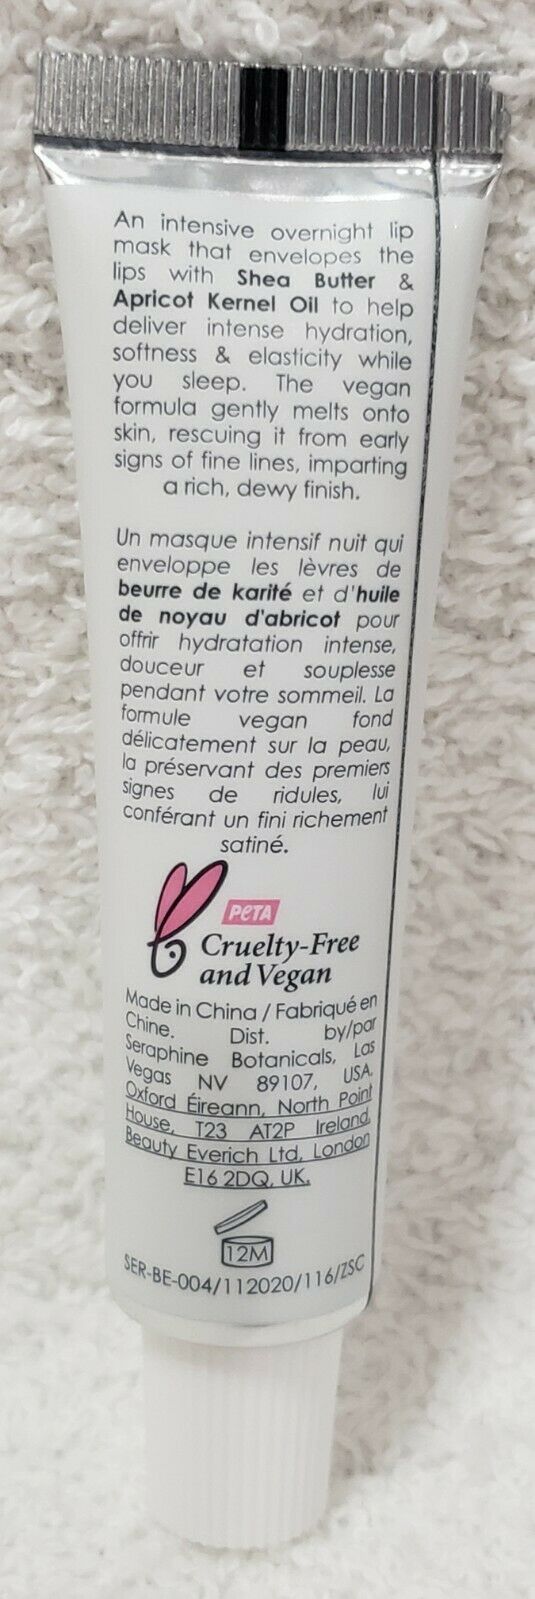 An intensive overnight lip
mask that envelopes the
lips with Shea Butter &
Apricot Kernel Oil to help
deliver intense hydration,
softness & elasticity while
you sleep. The vegan
formula gently melts onto
skin, rescuing it from early
signs of fine lines, imparting
a rich, dewy finish.
Un masque intensif nuit qui
enveloppe les lèvres de
beurre de karité et d'huile
de noyau d'abricot pour
offrir hydratation intense,
douceur et souplesse
pendant votre sommeil. La
formule vegan fond
délicatement sur la peau,
la préservant des premiers
signes de ridules, lui
conférant un fini richement
satiné.
PETA
Cruelty-Free
and Vegan
Made in China / Fabriqué en
Chine. Dist. by/par
Seraphine Botanicals, Las
Vegas NV 89107, USA.
Oxford Éireann, North Point
House, T23 AT2P Ireland.
Beauty Everich Ltd, London
E16 2DQ, UK.
12M
SER-BE-004/112020/116/ZSC